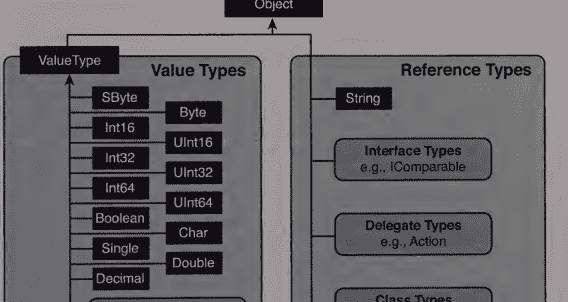 Object
ValueType
Value Types
Reference Types
SByte
Byte
String
Int16
UInt16
Int32
Interface Types
e.g., IComparable
UInt32
Int64
UInt64
Boolean
Delegate Types
e.g., Action
Char
Single
Double
Decimal
Class Types